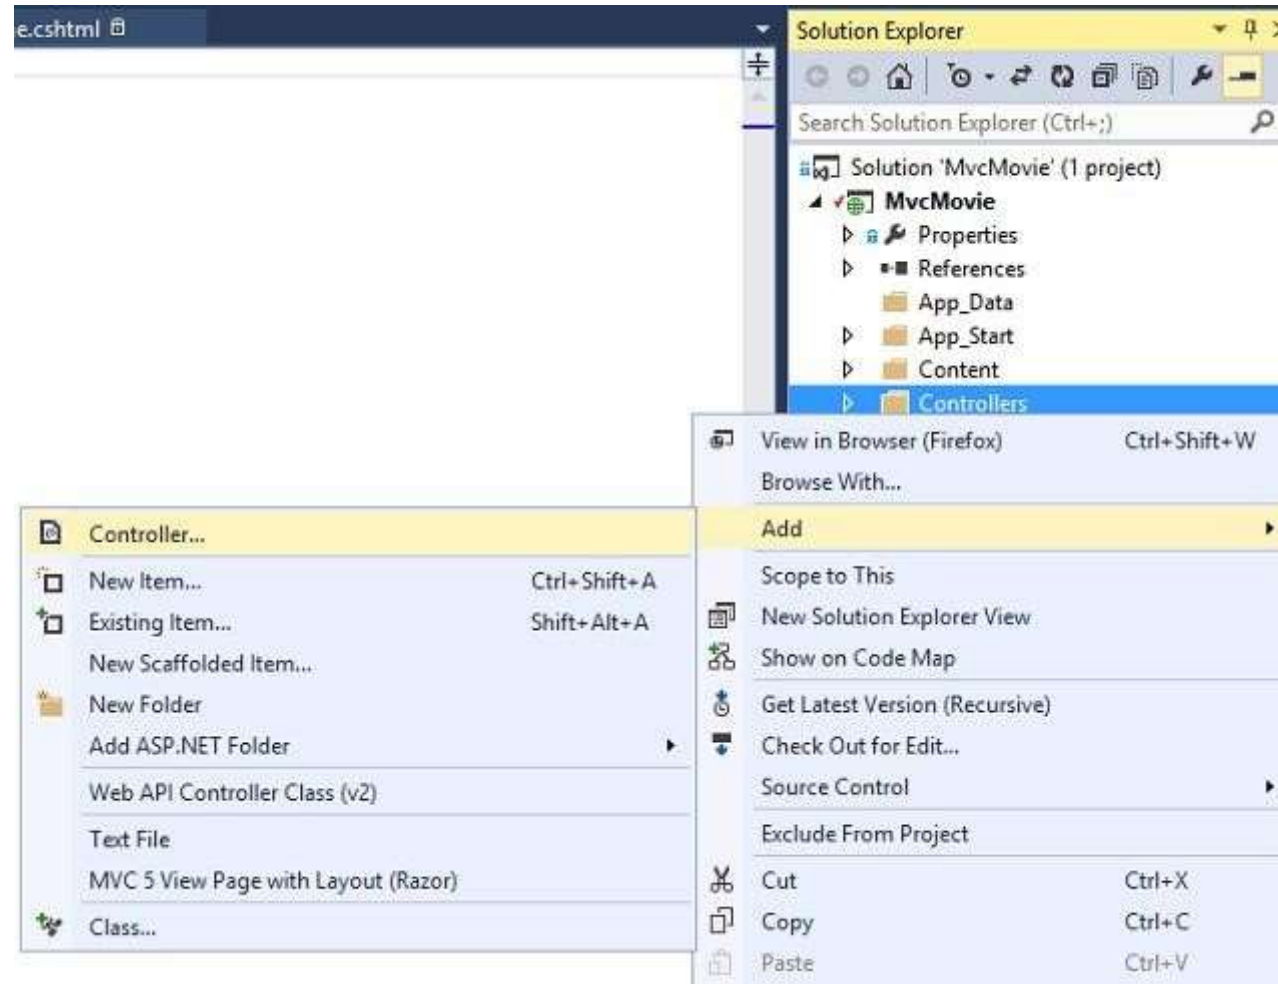 e.cshtml
Solution Explorer
Search Solution Explorer (Ctrl+;)
Solution 'MvcMovie' (1 project)
MvcMovie
Properties
References
App_Data
App_Start
Content
Controllers
View in Browser (Firefox) Ctrl+Shift+W
Browse With...
Add
Scope to This
New Solution Explorer View
Show on Code Map
Get Latest Version (Recursive)
Check Out for Edit...
Source Control
Exclude From Project
Cut Ctrl+X
Copy Ctrl+C
Paste Ctrl+V
Controller...
New Item... Ctrl+Shift+A
Existing Item... Shift+Alt+A
New Scaffolded Item...
New Folder
Add ASP.NET Folder
Web API Controller Class (v2)
Text File
MVC 5 View Page with Layout (Razor)
Class...